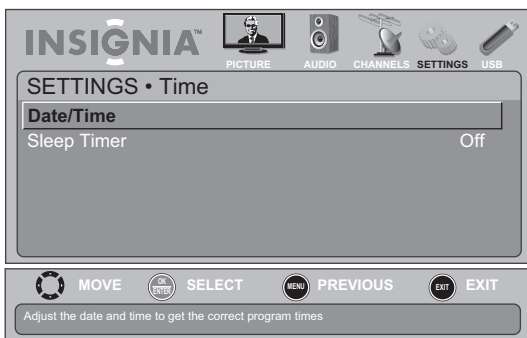 INSIGNIA™
PICTURE AUDIO CHANNELS SETTINGS USB
SETTINGS • Time
Date/Time
Sleep Timer Off
MOVE OK ENTER SELECT MENU PREVIOUS EXIT EXIT
Adjust the date and time to get the correct program times